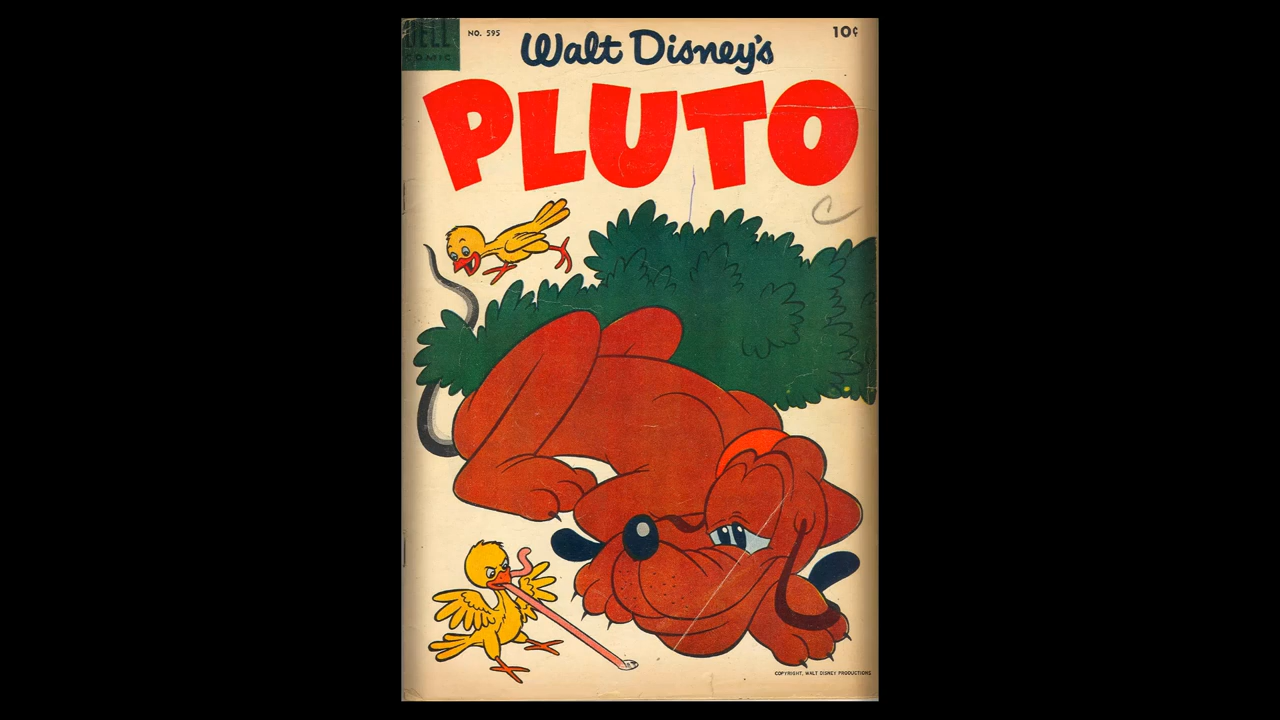 DELL
COMIC
NO. 595
Walt Disney's
10¢
PLUTO
C
COPYRIGHT, WALT DISNEY PRODUCTIONS